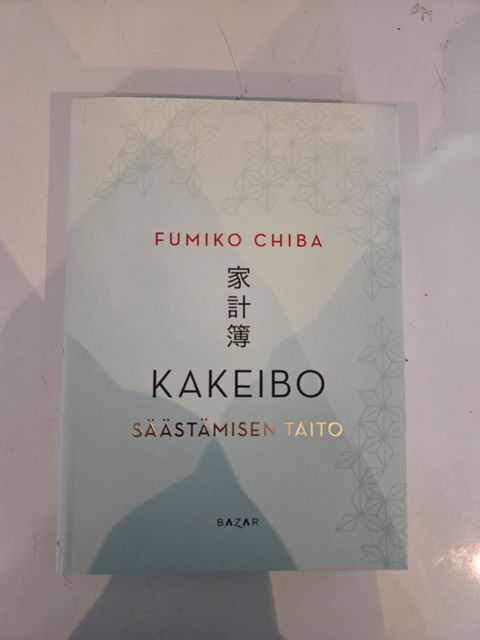 FUMIKO CHIBA
家計簿
KAKEIBO
SÄÄSTÄMISEN TAITO
BAZAR